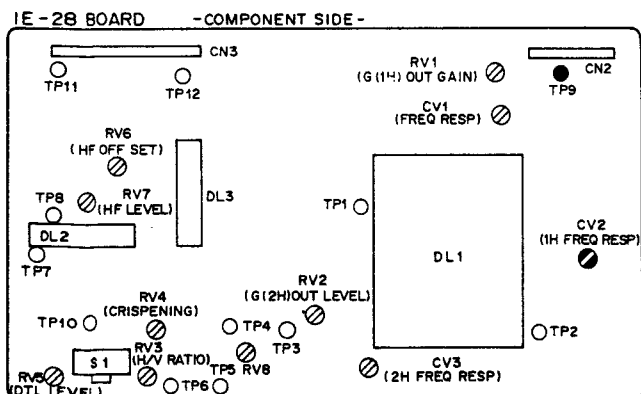 IE-28 BOARD -COMPONENT SIDE-
CN3
CN2
TP11
TP12
RV1
(G(1H) OUT GAIN)
TP9
CV1
(FREQ RESP)
RV6
(HF OFF SET)
RV7
(HF LEVEL)
DL3
TP8
DL2
TP7
TP1
DL1
CV2
(1H FREQ RESP)
RV2
(G(2H)OUT LEVEL)
RV4
(CRISPENING)
TP10
TP4
TP3
TP2
RV3
(H/V RATIO)
S1
RV5
(DTL LEVEL)
TP6
TP5
RV8
CV3
(2H FREQ RESP)